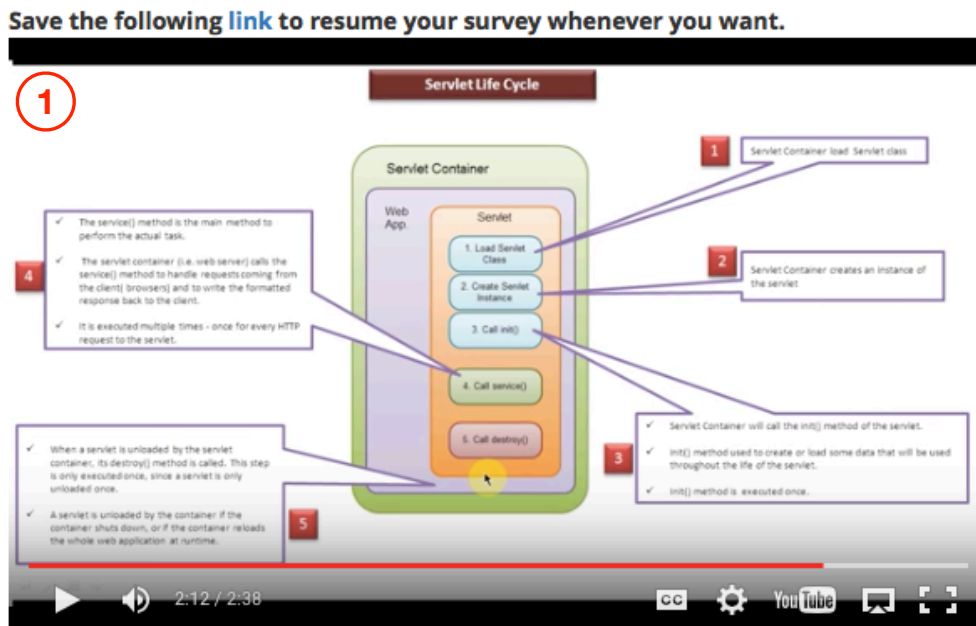 Save the following link to resume your survey whenever you want.
1
Servlet Life Cycle
1
Servlet Container load Servlet class
Servlet Container
Web
App.
Servlet
1. Load Servlet
Class
2. Create Servlet
Instance
3. Call init()
4. Call service()
5. Call destroy()
2
Servlet Container creates an instance of
the servlet
4
✓ The service() method is the main method to
perform the actual task.
✓ The servlet container (i.e. web server) calls the
service() method to handle requests coming from
the client( browsers) and to write the formatted
response back to the client.
✓ It is executed multiple times - once for every HTTP
request to the servlet.
3
✓ Servlet Container will call the init() method of the servlet.
✓ Init() method used to create or load some data that will be used
throughout the life of the servlet.
✓ Init() method is executed once.
✓ When a servlet is unloaded by the servlet
container, its destroy() method is called. This step
is only executed once, since a servlet is only
unloaded once.
✓ A servlet is unloaded by the container if the
container shuts down, or if the container reloads
the whole web application at runtime.
5
2:12 / 2:38
CC
YouTube